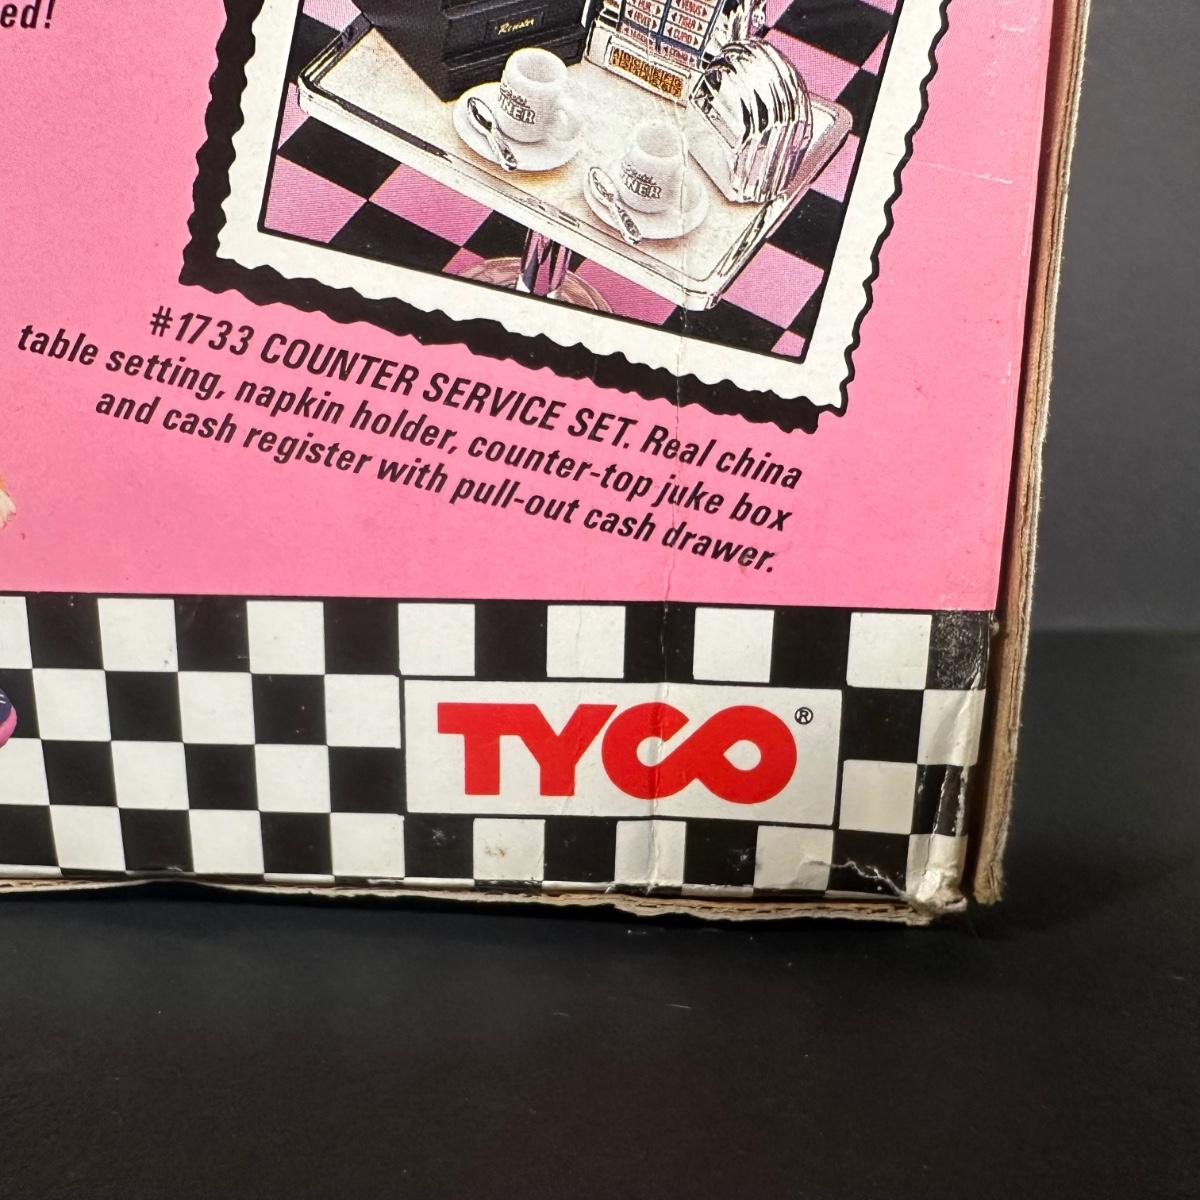 ed!
#1733 COUNTER SERVICE SET. Real china
table setting, napkin holder, counter-top juke box
and cash register with pull-out cash drawer.
TYCO®